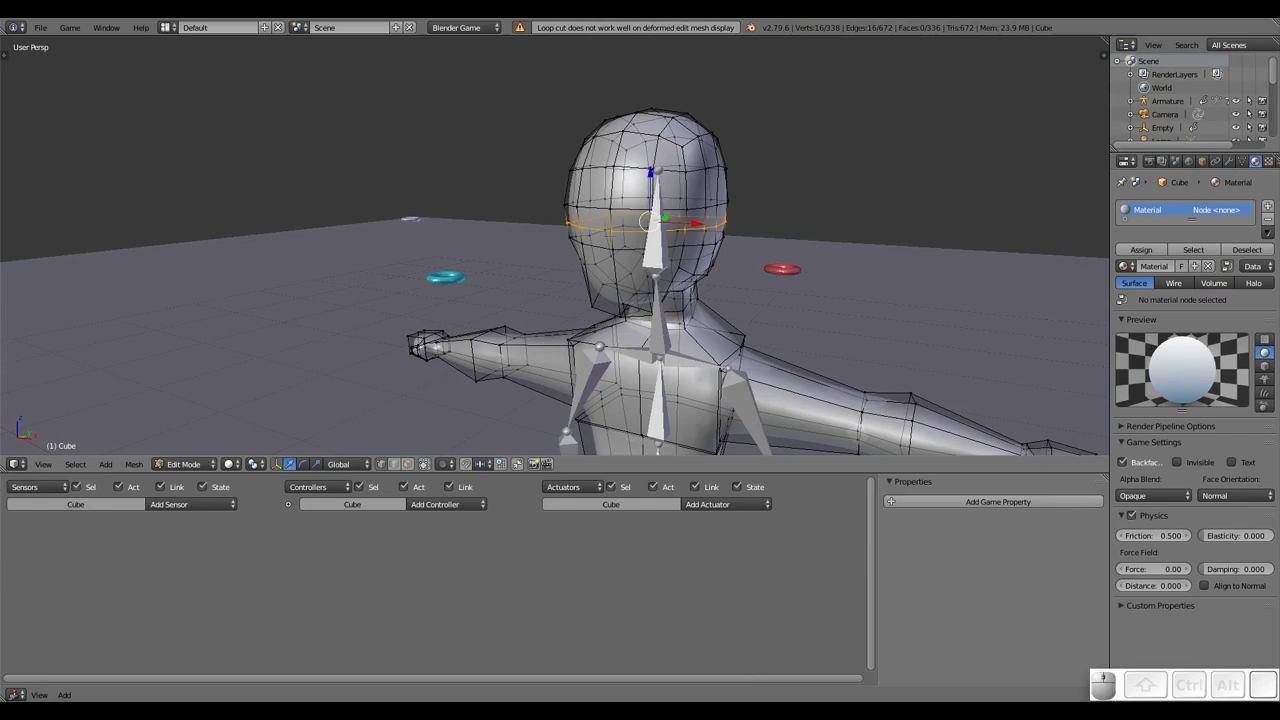 File Game Window Help Default Scene Blender Game Loop cut does not work well on deformed edit mesh display v2.79.6 | Verts:16/338 | Edges:16/672 | Faces:0/336 | Tris:672 | Mem: 23.9 MB | Cube
User Persp
View Search All Scenes
Scene
RenderLayers
World
Armature
Camera
Empty
Cube Material
Material Node <none>
Assign Select Deselect
Material F Data
Surface Wire Volume Halo
No material node selected
Preview
Render Pipeline Options
Game Settings
Backfac.. Invisible Text
Alpha Blend: Face Orientation:
Opaque Normal
Physics
Friction: 0.500 Elasticity: 0.000
Force Field:
Force: 0.00 Damping: 0.000
Distance: 0.000 Align to Normal
Custom Properties
z
(1) Cube
View Select Add Mesh Edit Mode Global
Sensors Sel Act Link State Controllers Sel Act Link Actuators Sel Act Link State
Cube Add Sensor Cube Add Controller Cube Add Actuator
Properties
Add Game Property
View Add
Ctrl Alt